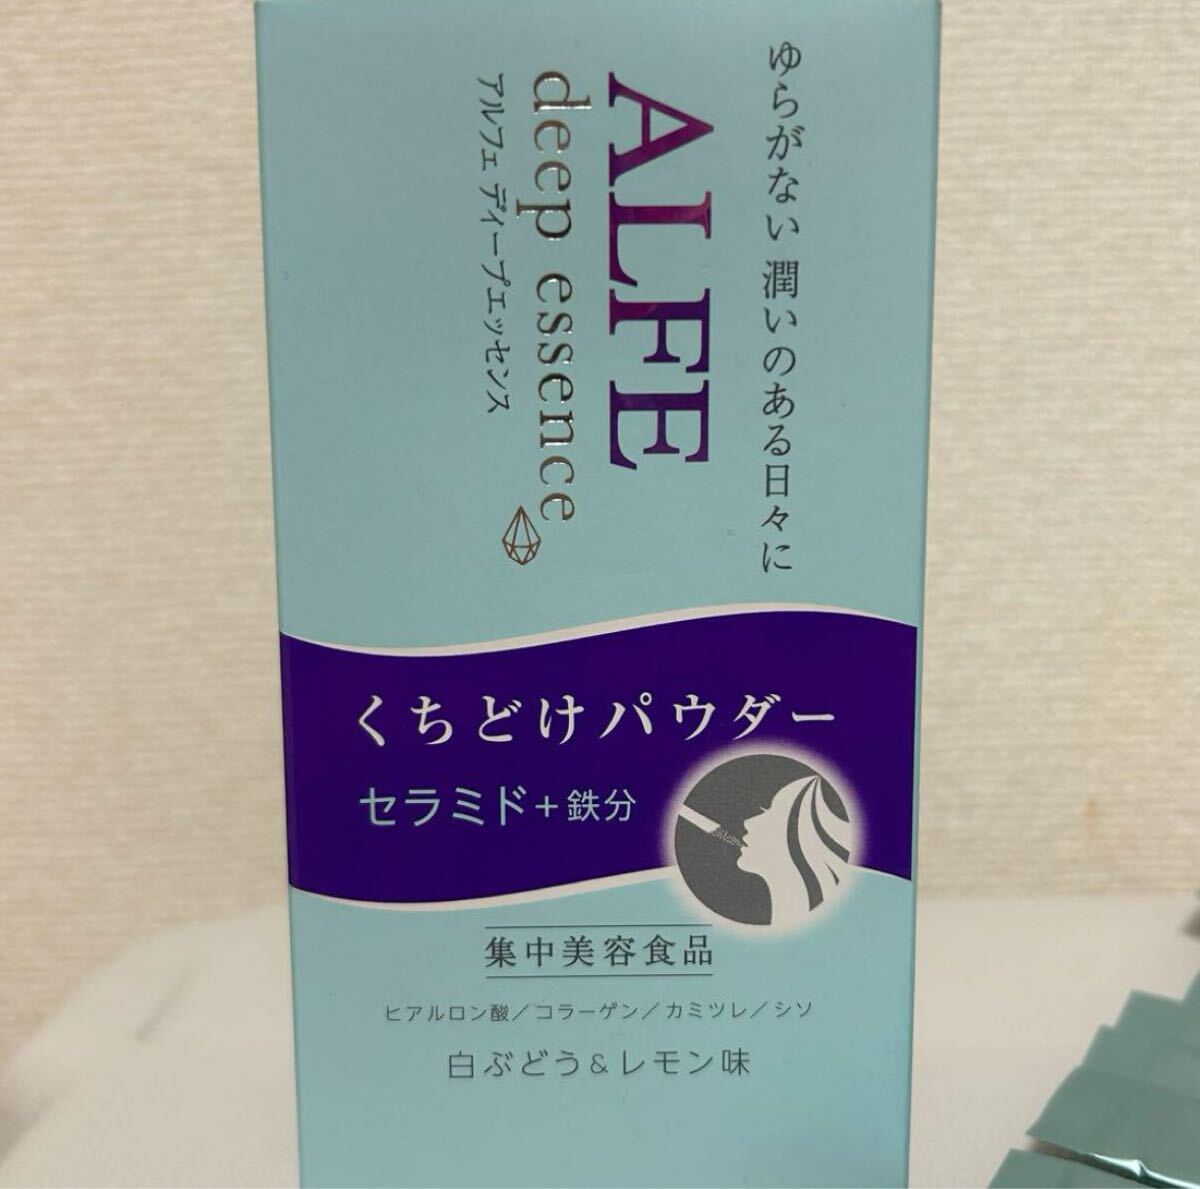 ゆらがない 潤いのある日々に
ALFE
deep essence
アルフェ ディープエッセンス
くちどけパウダー
セラミド+鉄分
集中美容食品
ヒアルロン酸/コラーゲン/カミツレ/シソ
白ぶどう&レモン味